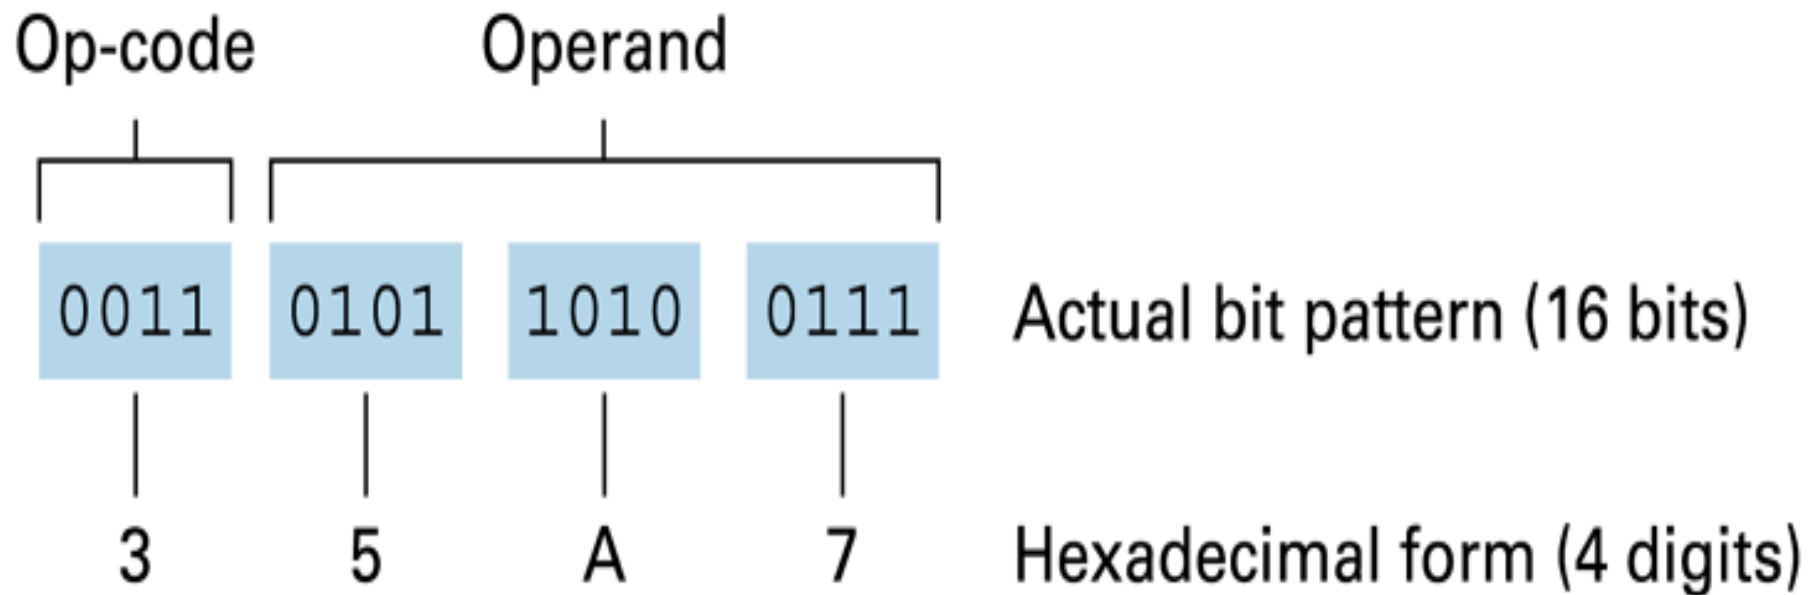 Op-code Operand
0011 0101 1010 0111 Actual bit pattern (16 bits)
3 5 A 7 Hexadecimal form (4 digits)